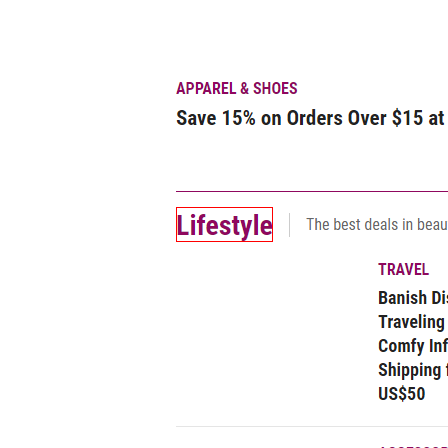 APPAREL & SHOES
Save 15% on Orders Over $15 at
Lifestyle
The best deals in beau
TRAVEL
Banish Di
Traveling
Comfy Inf
Shipping
US$50